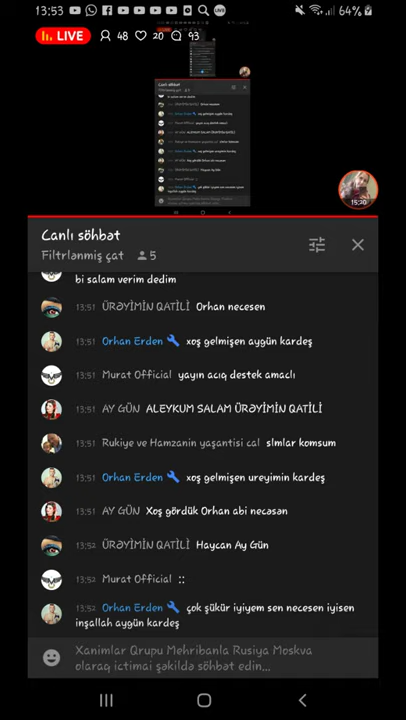 13:53
64%
LIVE 48 20 93
Canlı söhbət
15:20
Canlı söhbət
Filtrlənmiş çat 5
bi salam verim dedim
13:51 ÜRƏYİMİN QATİLİ Orhan necesen
13:51 Orhan Erden xoş gelmişen aygün kardeş
13:51 Murat Official yayın acıq destek amaclı
13:51 AY GÜN ALEYKUM SALAM ÜRƏYİMİN QATİLİ
13:51 Rukiye ve Hamzanin yaşantisi cal slmlar komsum
13:51 Orhan Erden xoş gelmişen ureyimin kardeş
13:51 AY GÜN Xoş gördük Orhan abi necəsən
13:52 ÜRƏYİMİN QATİLİ Haycan Ay Gün
13:52 Murat Official ::
13:52 Orhan Erden çok şükür iyiyem sen necesen iyisen
inşallah aygün kardeş
Xanimlar Qrupu Mehribanla Rusiya Moskva
olaraq ictimai şəkildə söhbət edin...